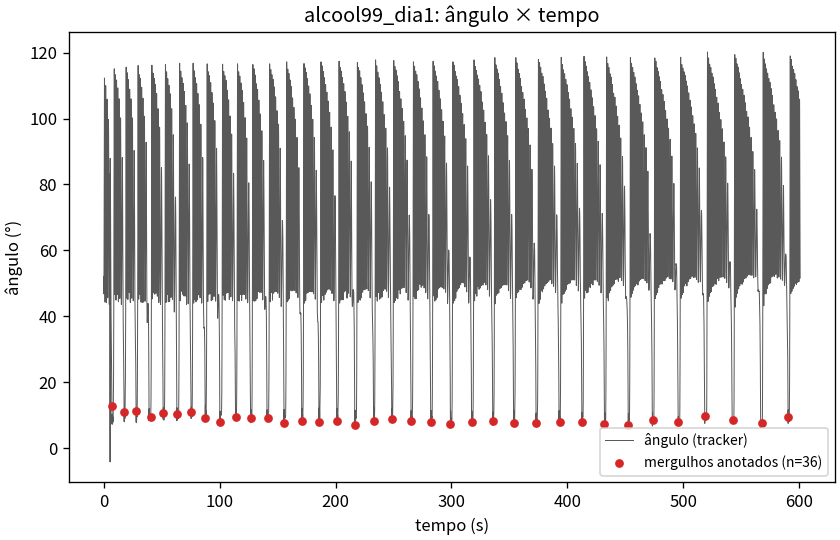 alcool99_dia1: ângulo × tempo
120
100
80
60
40
20
0
ângulo (°)
ângulo (tracker)
mergulhos anotados (n=36)
0 100 200 300 400 500 600
tempo (s)